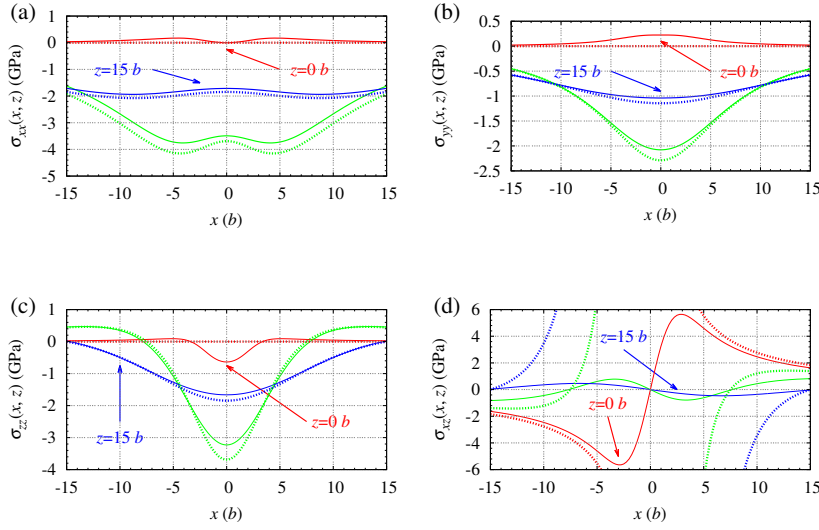 (a)
1
0
-1
-2
-3
-4
-5
σxx(x, z) (GPa)
z=15 b
z=0 b
-15 -10 -5 0 5 10 15
x (b)
(b)
0.5
0
-0.5
-1
-1.5
-2
-2.5
σyy(x, z) (GPa)
z=15 b
z=0 b
-15 -10 -5 0 5 10 15
x (b)
(c)
1
0
-1
-2
-3
-4
σzz(x, z) (GPa)
z=15 b
z=0 b
-15 -10 -5 0 5 10 15
x (b)
(d)
6
4
2
0
-2
-4
-6
σxz(x, z) (GPa)
z=15 b
z=0 b
-15 -10 -5 0 5 10 15
x (b)